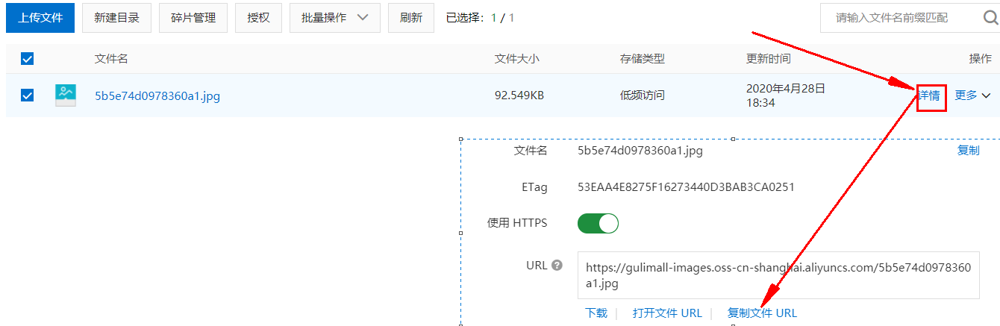 上传文件 新建目录 碎片管理 授权 批量操作 刷新 已选择：1 / 1 请输入文件名前缀匹配
文件名 文件大小 存储类型 更新时间 操作
5b5e74d0978360a1.jpg 92.549KB 低频访问 2020年4月28日 详情 更多
18:34
文件名 5b5e74d0978360a1.jpg 复制
ETag 53EAA4E8275F16273440D3BAB3CA0251
使用 HTTPS
URL ? https://gulimall-images.oss-cn-shanghai.aliyuncs.com/5b5e74d0978360
a1.jpg
下载 打开文件 URL 复制文件 URL